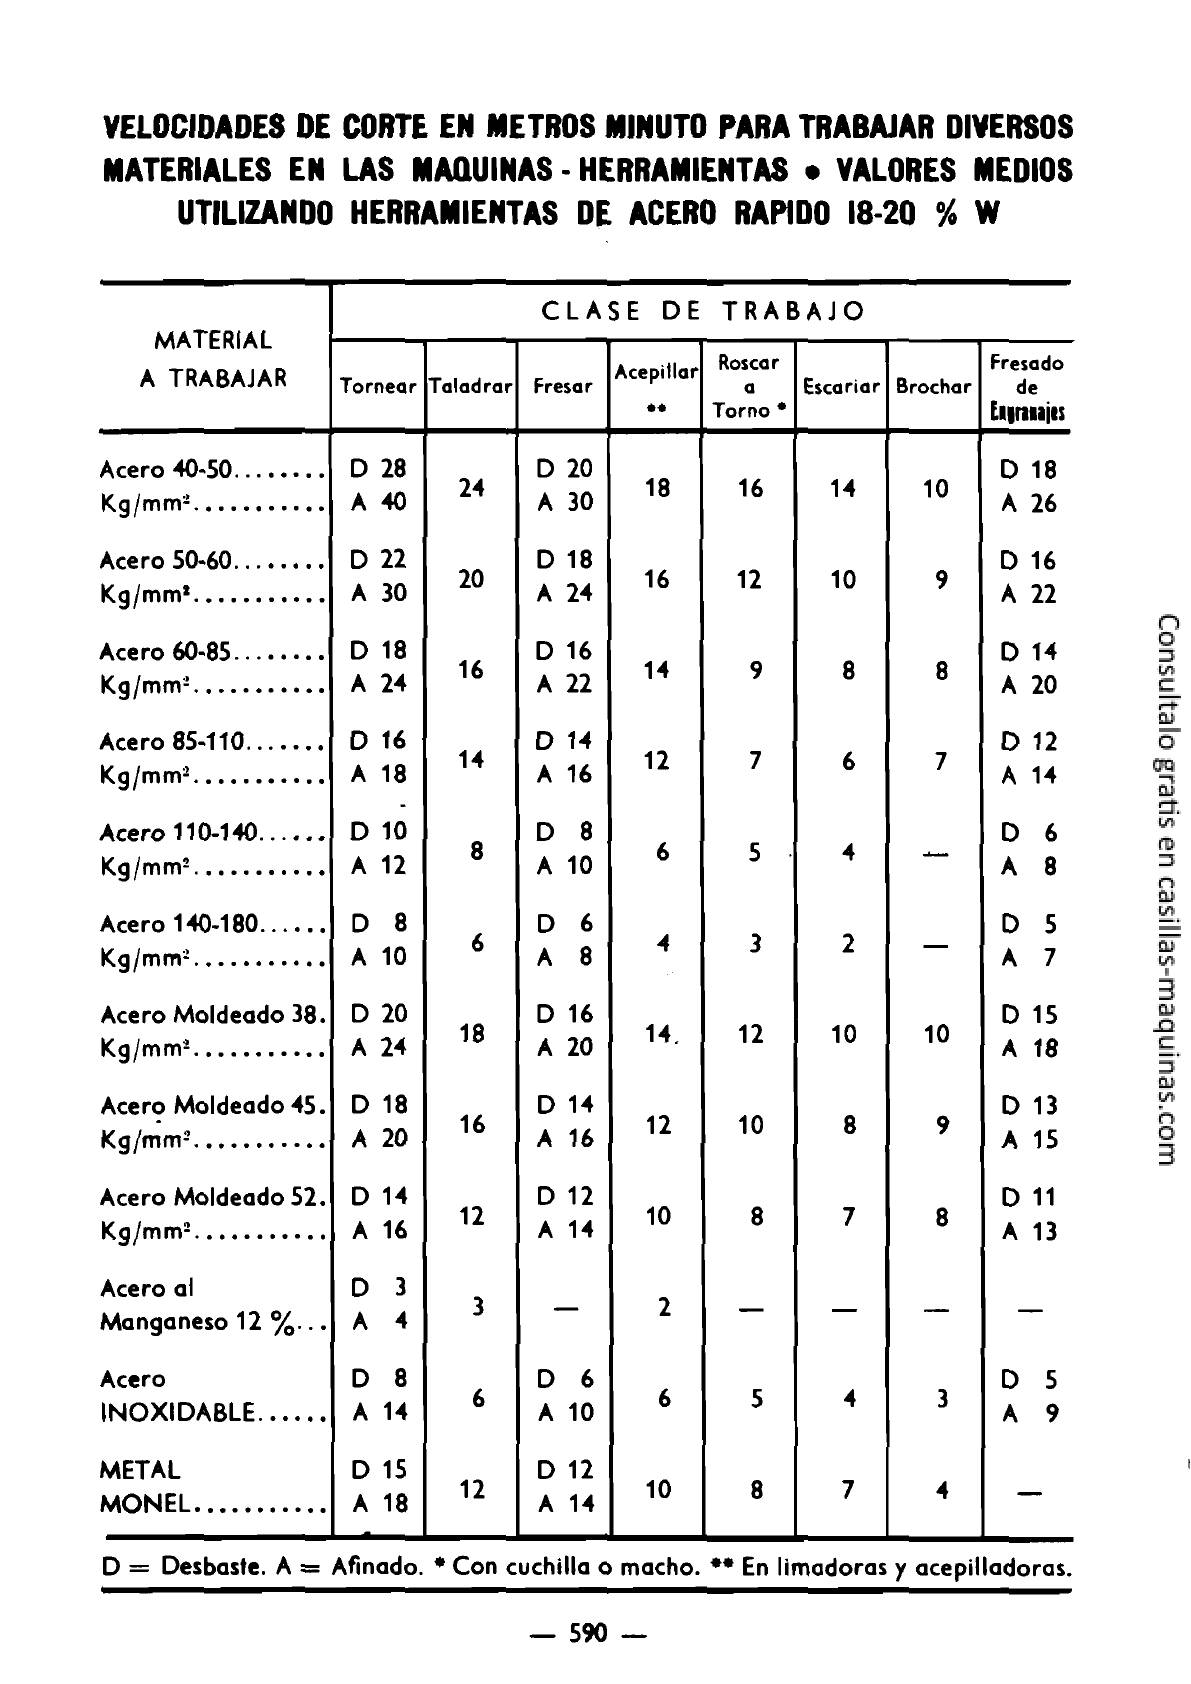 VELOCIDADES DE CORTE EN METROS MINUTO PARA TRABAJAR DIVERSOS
MATERIALES EN LAS MAQUINAS - HERRAMIENTAS • VALORES MEDIOS
UTILIZANDO HERRAMIENTAS DE ACERO RAPIDO 18-20 % W
MATERIAL
A TRABAJAR
CLASE DE TRABAJO
Tornear
Taladrar
Fresar
Acepillar
**
Roscar
a
Torno *
Escariar
Brochar
Fresado
de
Engranajes
Acero 40-50........ D 28 D 20 D 18
24 18 16 14 10
Kg/mm²........... A 40 A 30 A 26
Acero 50-60........ D 22 D 18 D 16
20 16 12 10 9
Kg/mm²........... A 30 A 24 A 22
Acero 60-85........ D 18 D 16 D 14
16 14 9 8 8
Kg/mm²........... A 24 A 22 A 20
Acero 85-110....... D 16 D 14 D 12
14 12 7 6 7
Kg/mm²........... A 18 A 16 A 14
Acero 110-140...... D 10 D 8 D 6
8 6 5 4 —
Kg/mm²........... A 12 A 10 A 8
Acero 140-180...... D 8 D 6 D 5
6 4 3 2 —
Kg/mm²........... A 10 A 8 A 7
Acero Moldeado 38. D 20 D 16 D 15
18 14 12 10 10
Kg/mm²........... A 24 A 20 A 18
Acero Moldeado 45. D 18 D 14 D 13
16 12 10 8 9
Kg/mm²........... A 20 A 16 A 15
Acero Moldeado 52. D 14 D 12 D 11
12 10 8 7 8
Kg/mm²........... A 16 A 14 A 13
Acero al D 3
3 — 2 — — — —
Manganeso 12 %... A 4
Acero D 8 D 6 D 5
6 6 5 4 3
INOXIDABLE...... A 14 A 10 A 9
METAL D 15 D 12
12 10 8 7 4 —
MONEL........... A 18 A 14
D = Desbaste. A = Afinado. * Con cuchilla o macho. ** En limadoras y acepilladoras.
— 590 —
Consultalo gratis en casillas-maquinas.com